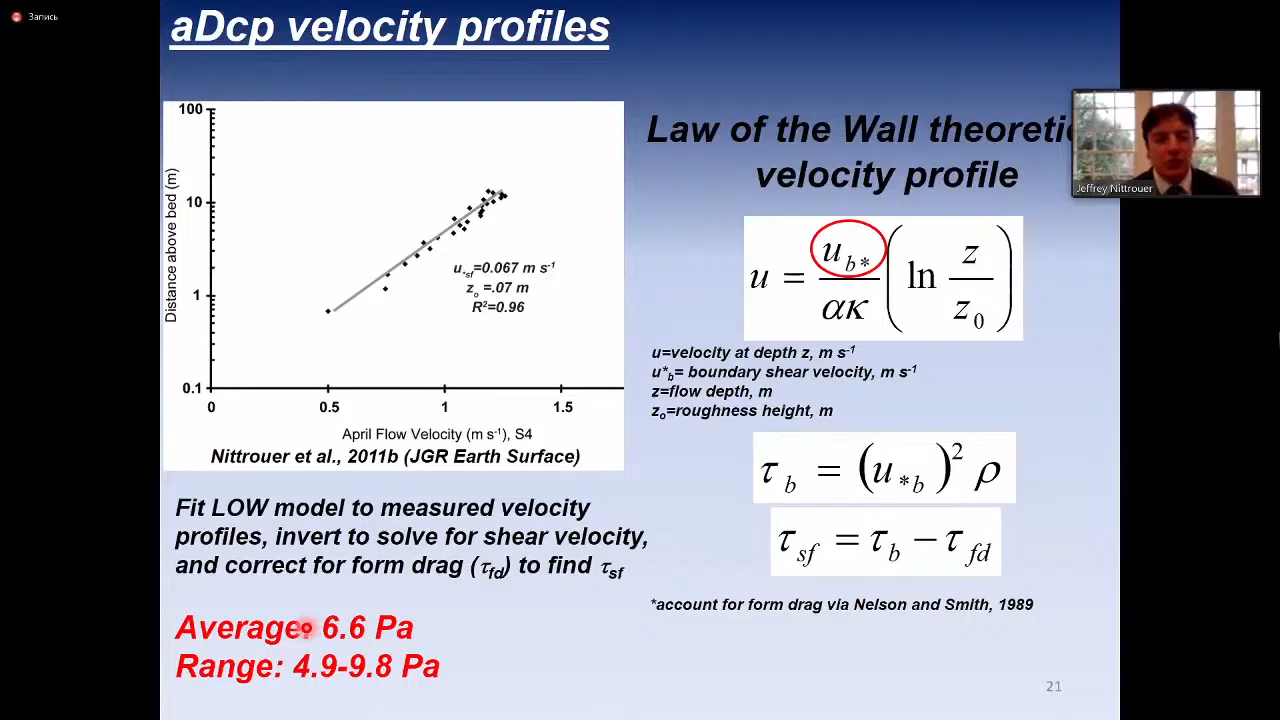 Запись
aDcp velocity profiles
100
10
1
0.1
0 0.5 1 1.5
Distance above bed (m)
u*sf=0.067 m s-1
zo =.07 m
R2=0.96
April Flow Velocity (m s-1), S4
Nittrouer et al., 2011b (JGR Earth Surface)
Fit LOW model to measured velocity
profiles, invert to solve for shear velocity,
and correct for form drag (τfd) to find τsf
Average: 6.6 Pa
Range: 4.9-9.8 Pa
Law of the Wall theoretic
velocity profile
u = ub* / ακ ( ln z / z0 )
u=velocity at depth z, m s-1
u*b= boundary shear velocity, m s-1
z=flow depth, m
zo=roughness height, m
τb = (u*b)2 ρ
τsf = τb − τfd
*account for form drag via Nelson and Smith, 1989
21
Jeffrey Nittrouer